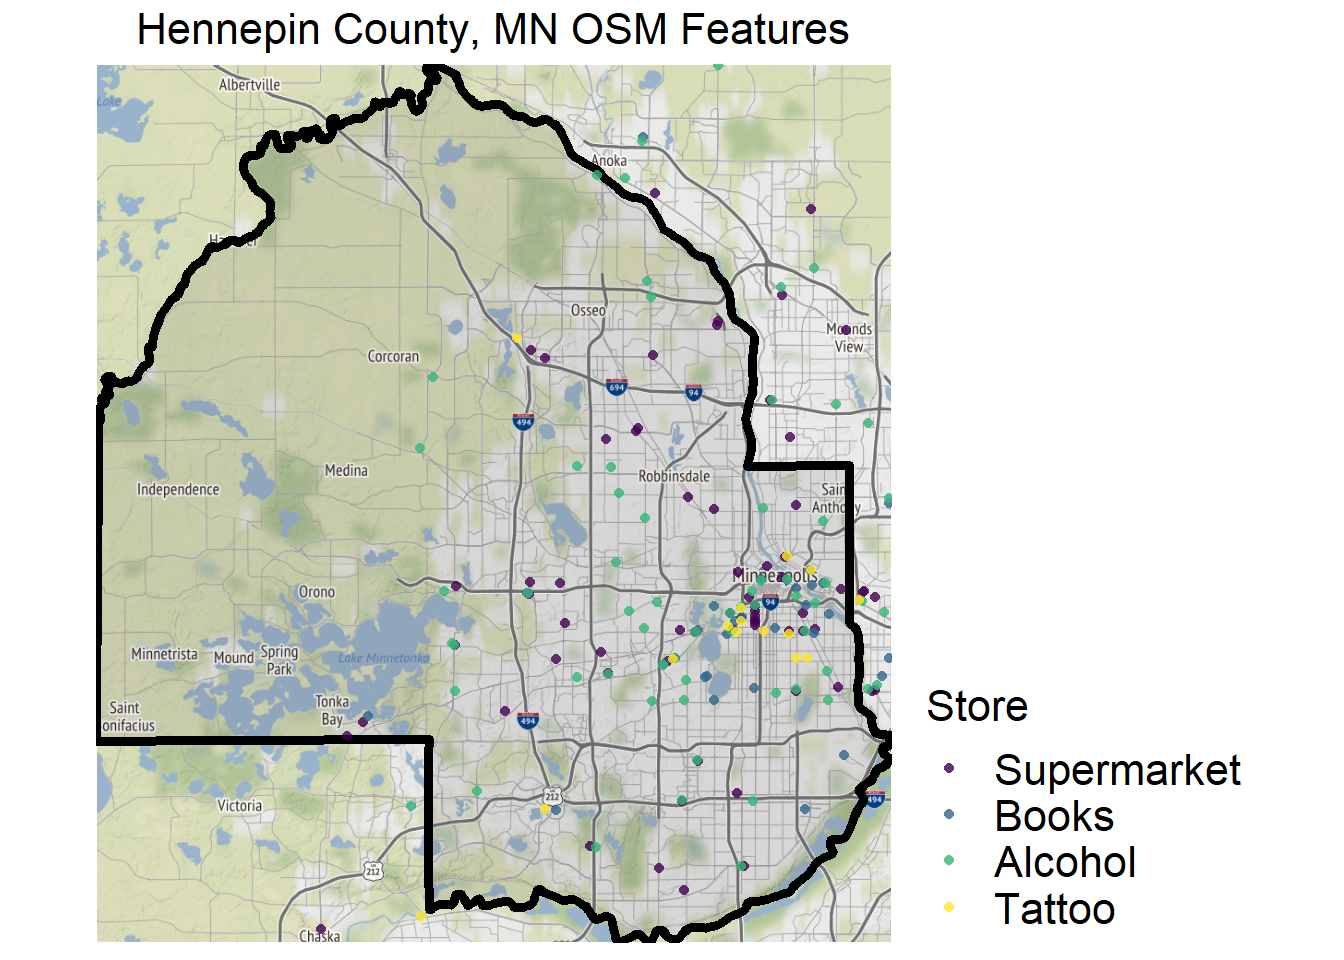 Hennepin County, MN OSM Features
Albertville
Lake
Anoka
Osseo
Mounds
View
Corcoran
694
94
494
Medina
Robbinsdale
Independence
Saint
Anthony
Minneapolis
94
Orono
Minnetrista
Mound
Spring
Park
Lake Minnetonka
Tonka
Bay
Saint
onifacius
494
Victoria
212
494
212
Chaska
Store
Supermarket
Books
Alcohol
Tattoo